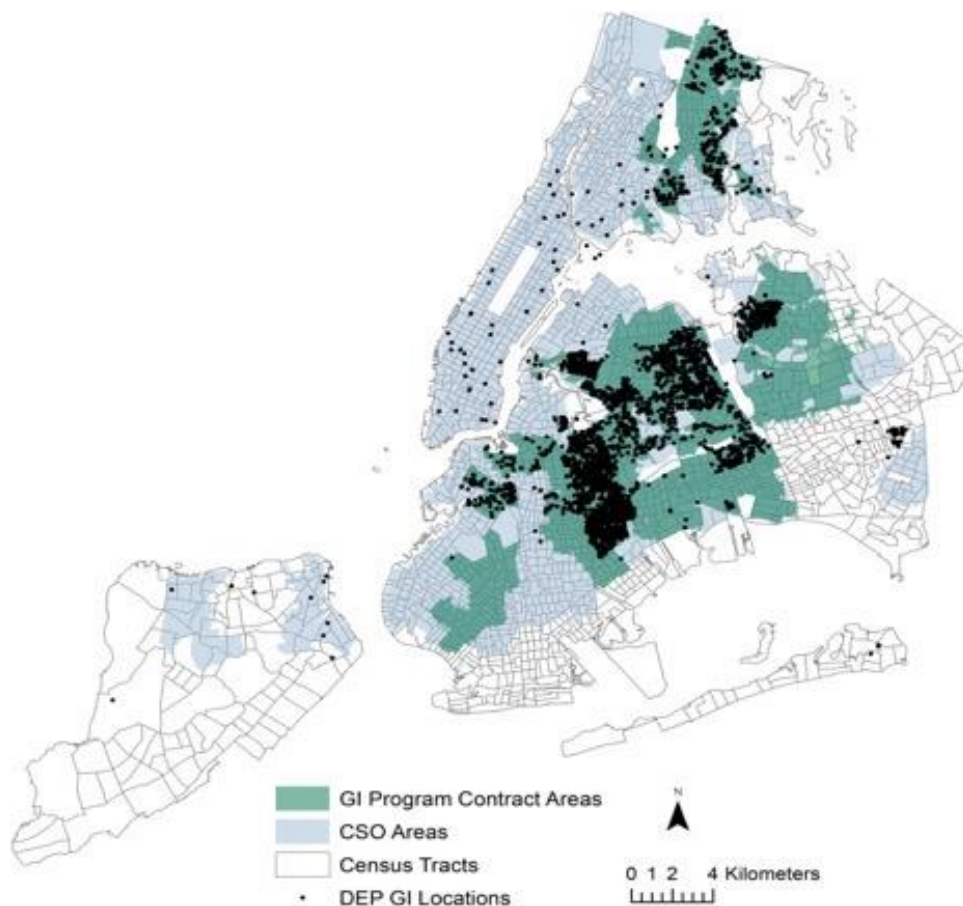 GI Program Contract Areas
CSO Areas
Census Tracts
DEP GI Locations
N
0 1 2 4 Kilometers